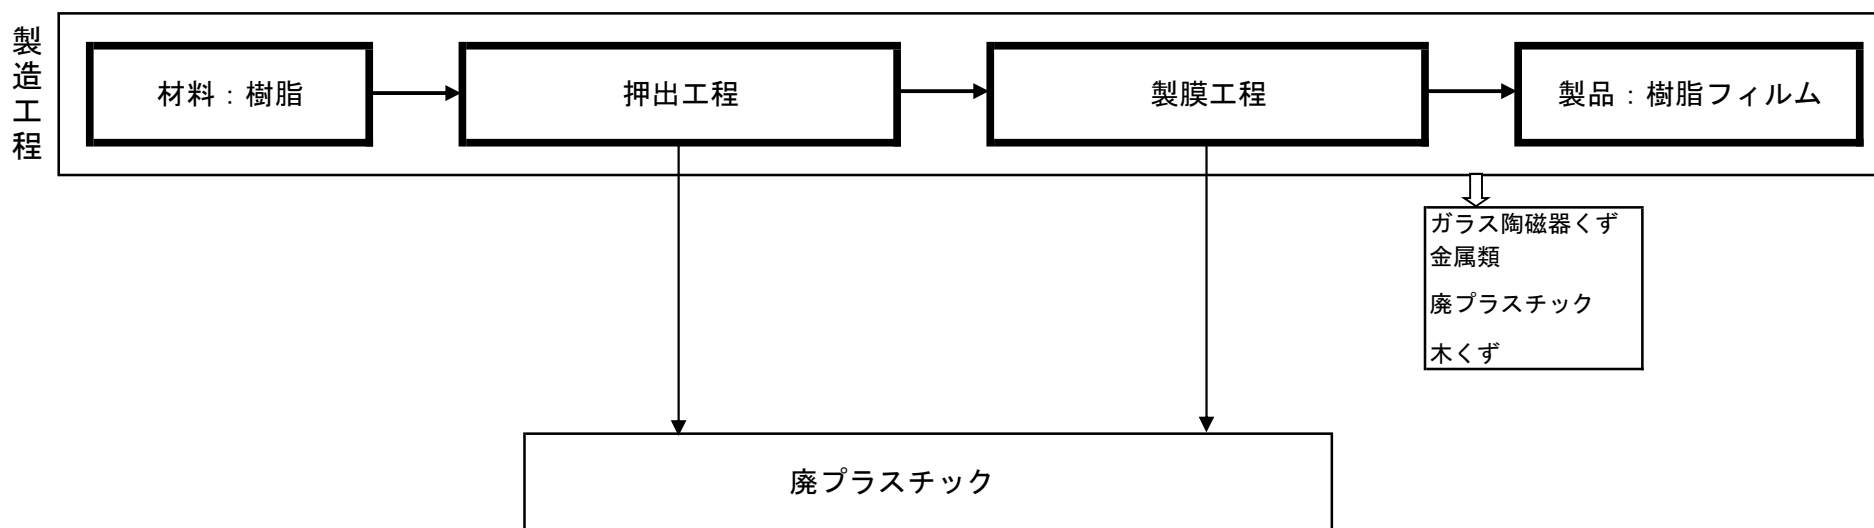 製造工程
材料：樹脂
押出工程
製膜工程
製品：樹脂フィルム
ガラス陶磁器くず
金属類
廃プラスチック
木くず
廃プラスチック